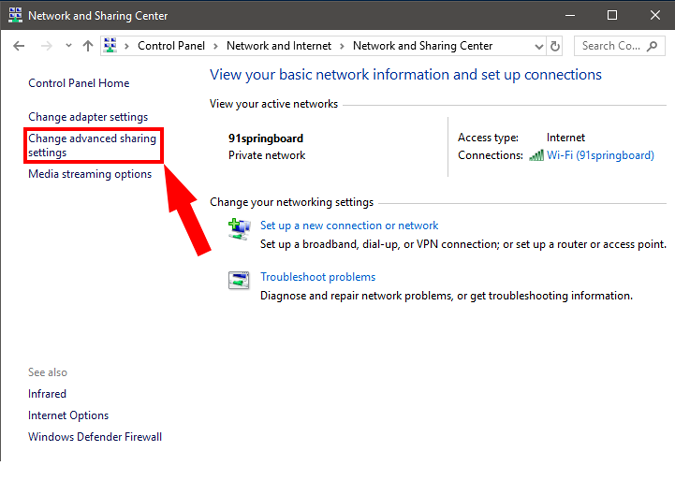 Network and Sharing Center
Control Panel > Network and Internet > Network and Sharing Center
Search Co...
Control Panel Home
Change adapter settings
Change advanced sharing
settings
Media streaming options
View your basic network information and set up connections
View your active networks
91springboard
Private network
Access type: Internet
Connections: Wi-Fi (91springboard)
Change your networking settings
Set up a new connection or network
Set up a broadband, dial-up, or VPN connection; or set up a router or access point.
Troubleshoot problems
Diagnose and repair network problems, or get troubleshooting information.
See also
Infrared
Internet Options
Windows Defender Firewall